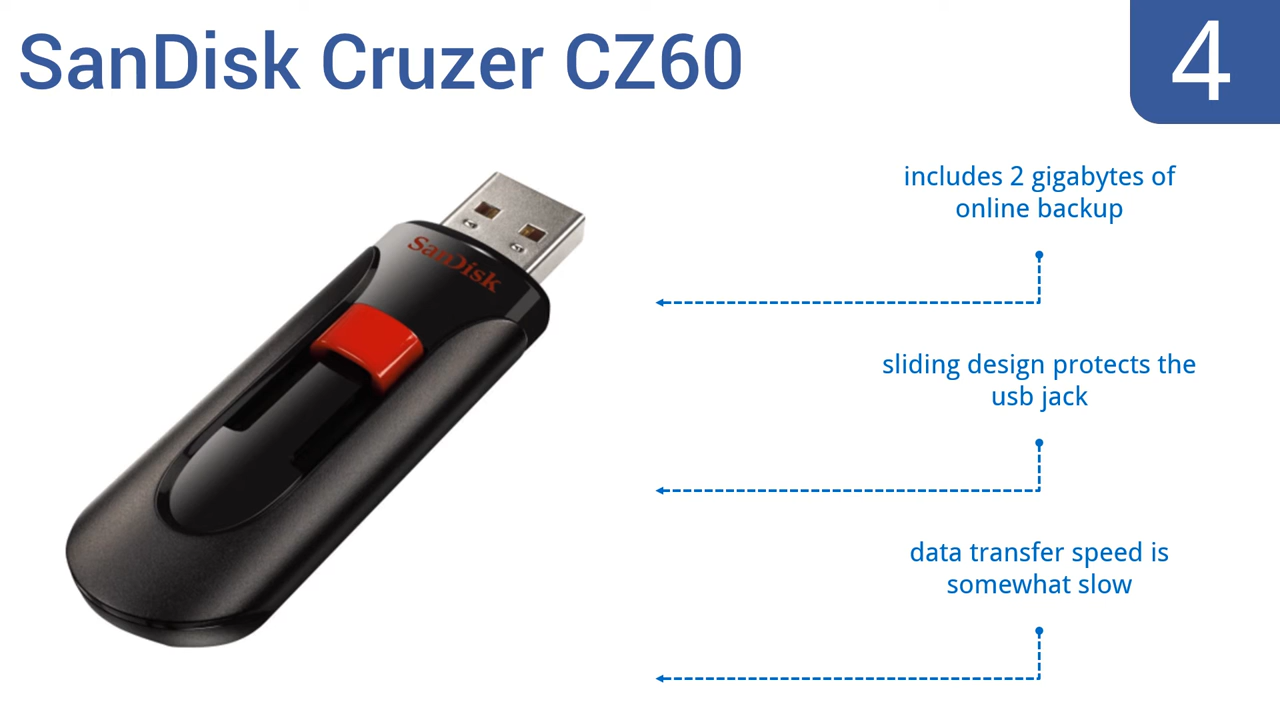 SanDisk Cruzer CZ60
4
includes 2 gigabytes of
online backup
SanDisk
sliding design protects the
usb jack
data transfer speed is
somewhat slow